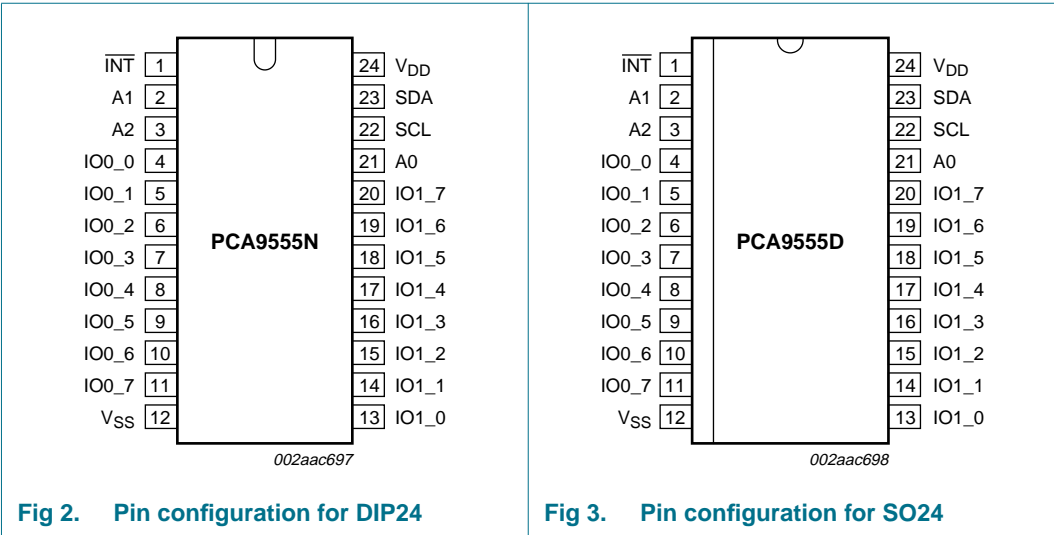 INT 1 24 VDD
A1 2 23 SDA
A2 3 22 SCL
IO0_0 4 21 A0
IO0_1 5 20 IO1_7
IO0_2 6 19 IO1_6
PCA9555N
IO0_3 7 18 IO1_5
IO0_4 8 17 IO1_4
IO0_5 9 16 IO1_3
IO0_6 10 15 IO1_2
IO0_7 11 14 IO1_1
VSS 12 13 IO1_0
002aac697
Fig 2. Pin configuration for DIP24
INT 1 24 VDD
A1 2 23 SDA
A2 3 22 SCL
IO0_0 4 21 A0
IO0_1 5 20 IO1_7
IO0_2 6 19 IO1_6
PCA9555D
IO0_3 7 18 IO1_5
IO0_4 8 17 IO1_4
IO0_5 9 16 IO1_3
IO0_6 10 15 IO1_2
IO0_7 11 14 IO1_1
VSS 12 13 IO1_0
002aac698
Fig 3. Pin configuration for SO24